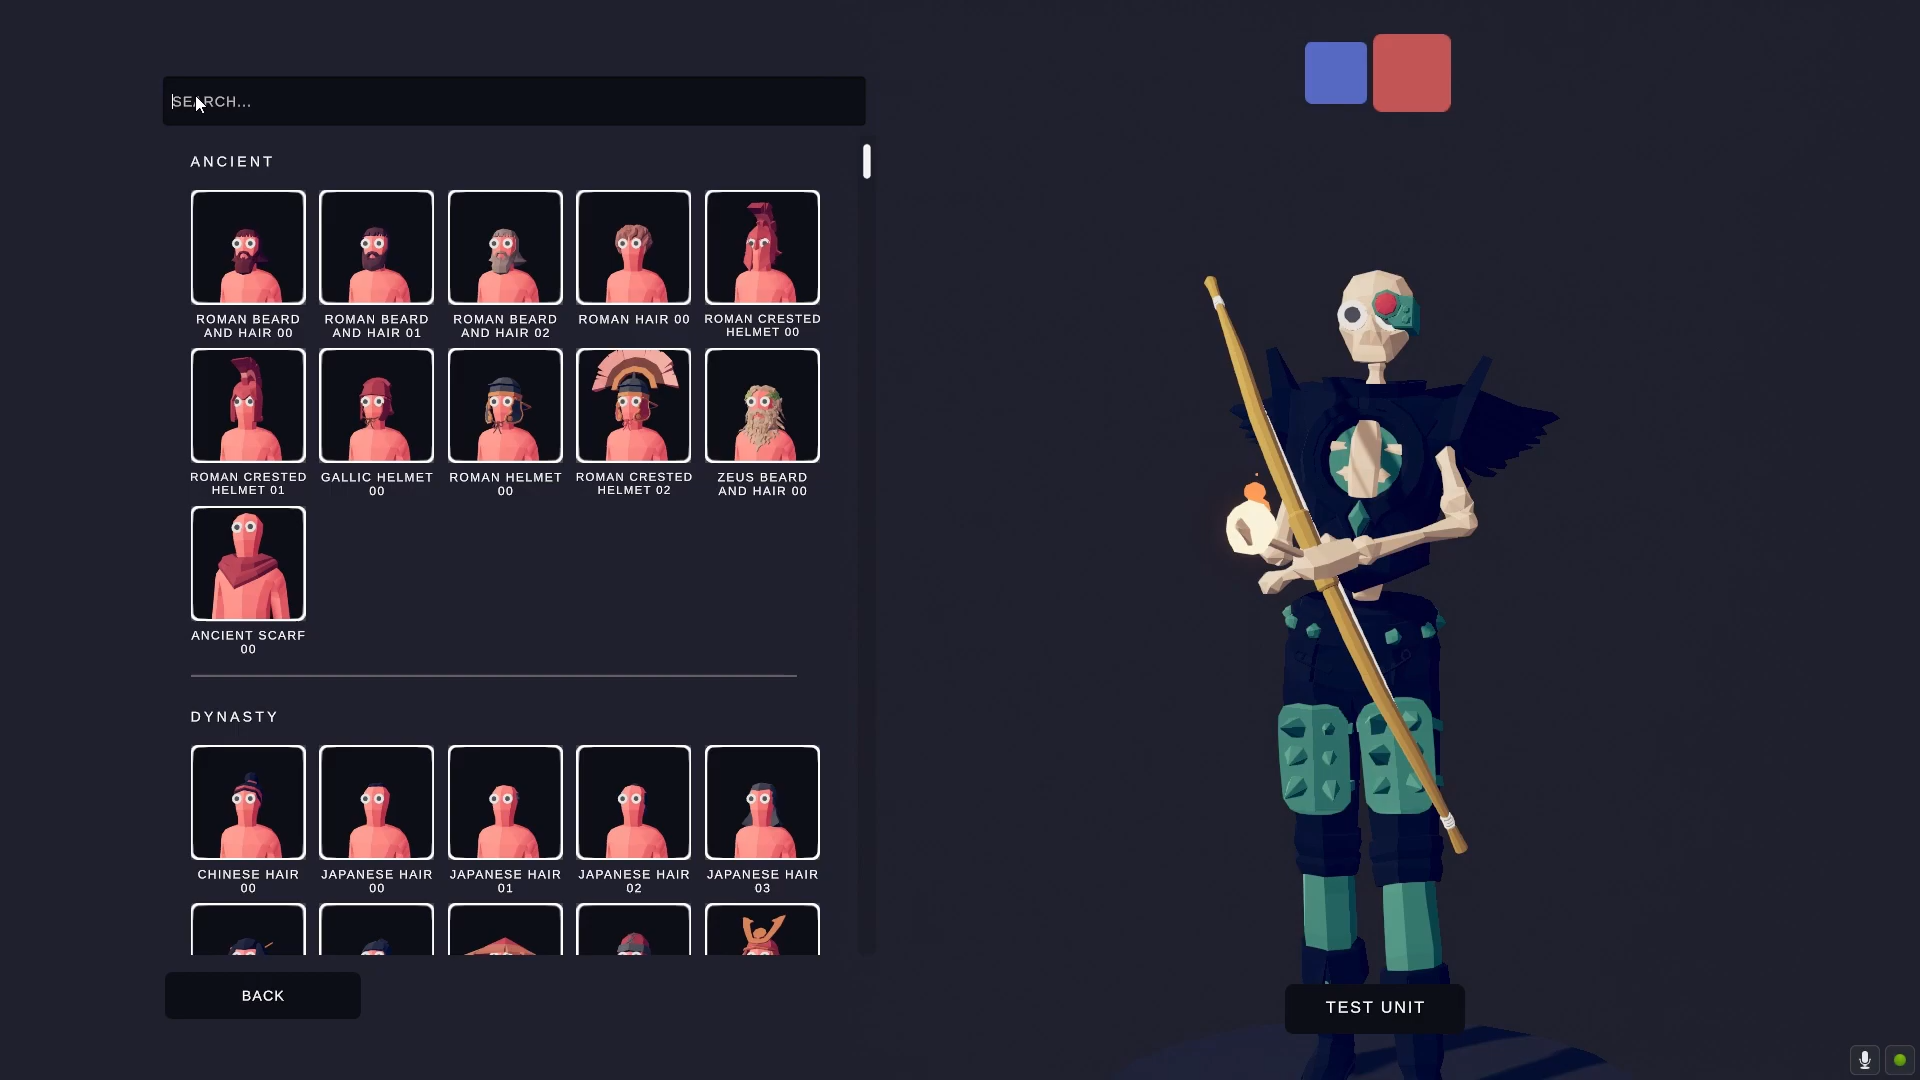 SEARCH...
ANCIENT
ROMAN BEARD
AND HAIR 00
ROMAN BEARD
AND HAIR 01
ROMAN BEARD
AND HAIR 02
ROMAN HAIR 00
ROMAN CRESTED
HELMET 00
ROMAN CRESTED
HELMET 01
GALLIC HELMET
00
ROMAN HELMET
00
ROMAN CRESTED
HELMET 02
ZEUS BEARD
AND HAIR 00
ANCIENT SCARF
00
DYNASTY
CHINESE HAIR
00
JAPANESE HAIR
00
JAPANESE HAIR
01
JAPANESE HAIR
02
JAPANESE HAIR
03
BACK
TEST UNIT